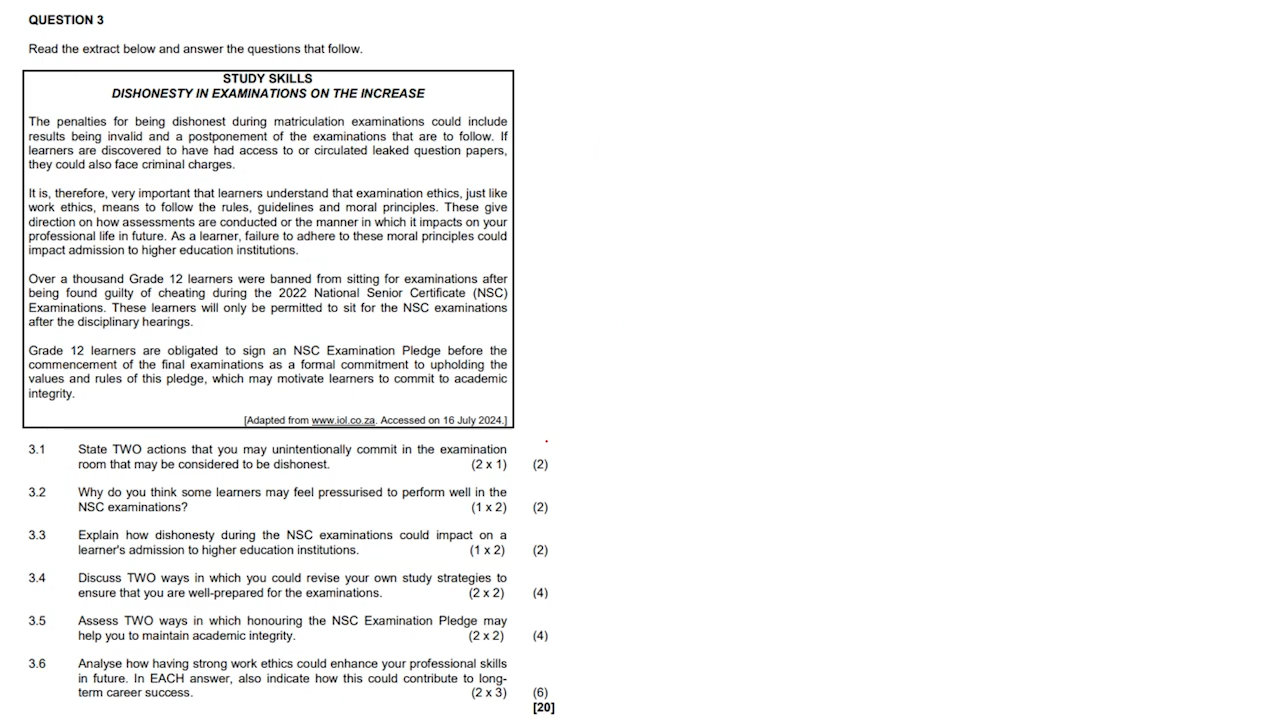 QUESTION 3
Read the extract below and answer the questions that follow.
STUDY SKILLS
DISHONESTY IN EXAMINATIONS ON THE INCREASE
The penalties for being dishonest during matriculation examinations could include
results being invalid and a postponement of the examinations that are to follow. If
learners are discovered to have had access to or circulated leaked question papers,
they could also face criminal charges.
It is, therefore, very important that learners understand that examination ethics, just like
work ethics, means to follow the rules, guidelines and moral principles. These give
direction on how assessments are conducted or the manner in which it impacts on your
professional life in future. As a learner, failure to adhere to these moral principles could
impact admission to higher education institutions.
Over a thousand Grade 12 learners were banned from sitting for examinations after
being found guilty of cheating during the 2022 National Senior Certificate (NSC)
Examinations. These learners will only be permitted to sit for the NSC examinations
after the disciplinary hearings.
Grade 12 learners are obligated to sign an NSC Examination Pledge before the
commencement of the final examinations as a formal commitment to upholding the
values and rules of this pledge, which may motivate learners to commit to academic
integrity.
[Adapted from www.iol.co.za. Accessed on 16 July 2024.]
3.1 State TWO actions that you may unintentionally commit in the examination
room that may be considered to be dishonest. (2 x 1) (2)
3.2 Why do you think some learners may feel pressurised to perform well in the
NSC examinations? (1 x 2) (2)
3.3 Explain how dishonesty during the NSC examinations could impact on a
learner's admission to higher education institutions. (1 x 2) (2)
3.4 Discuss TWO ways in which you could revise your own study strategies to
ensure that you are well-prepared for the examinations. (2 x 2) (4)
3.5 Assess TWO ways in which honouring the NSC Examination Pledge may
help you to maintain academic integrity. (2 x 2) (4)
3.6 Analyse how having strong work ethics could enhance your professional skills
in future. In EACH answer, also indicate how this could contribute to long-
term career success. (2 x 3) (6)
[20]